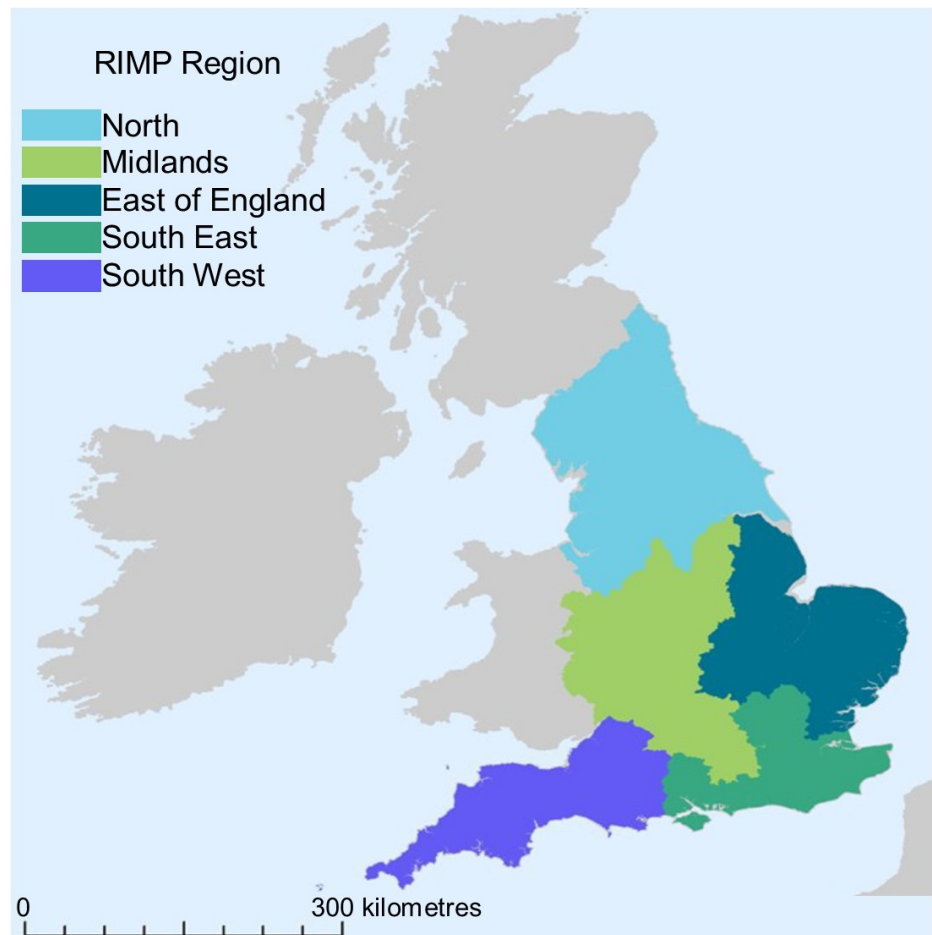 RIMP Region
North
Midlands
East of England
South East
South West
0 300 kilometres